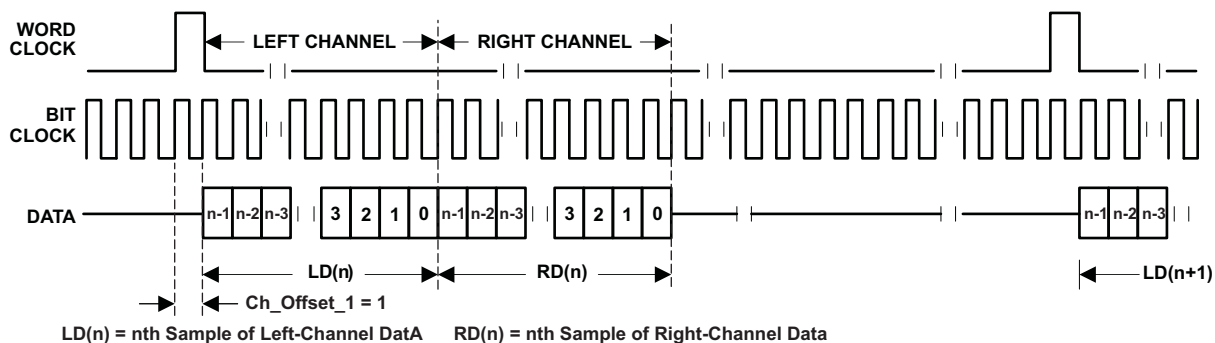 WORD
CLOCK
LEFT CHANNEL
RIGHT CHANNEL
BIT
CLOCK
DATA
n-1 n-2 n-3 3 2 1 0 n-1 n-2 n-3 3 2 1 0 n-1 n-2 n-3
LD(n)
RD(n)
LD(n+1)
Ch_Offset_1 = 1
LD(n) = nth Sample of Left-Channel DatA RD(n) = nth Sample of Right-Channel Data